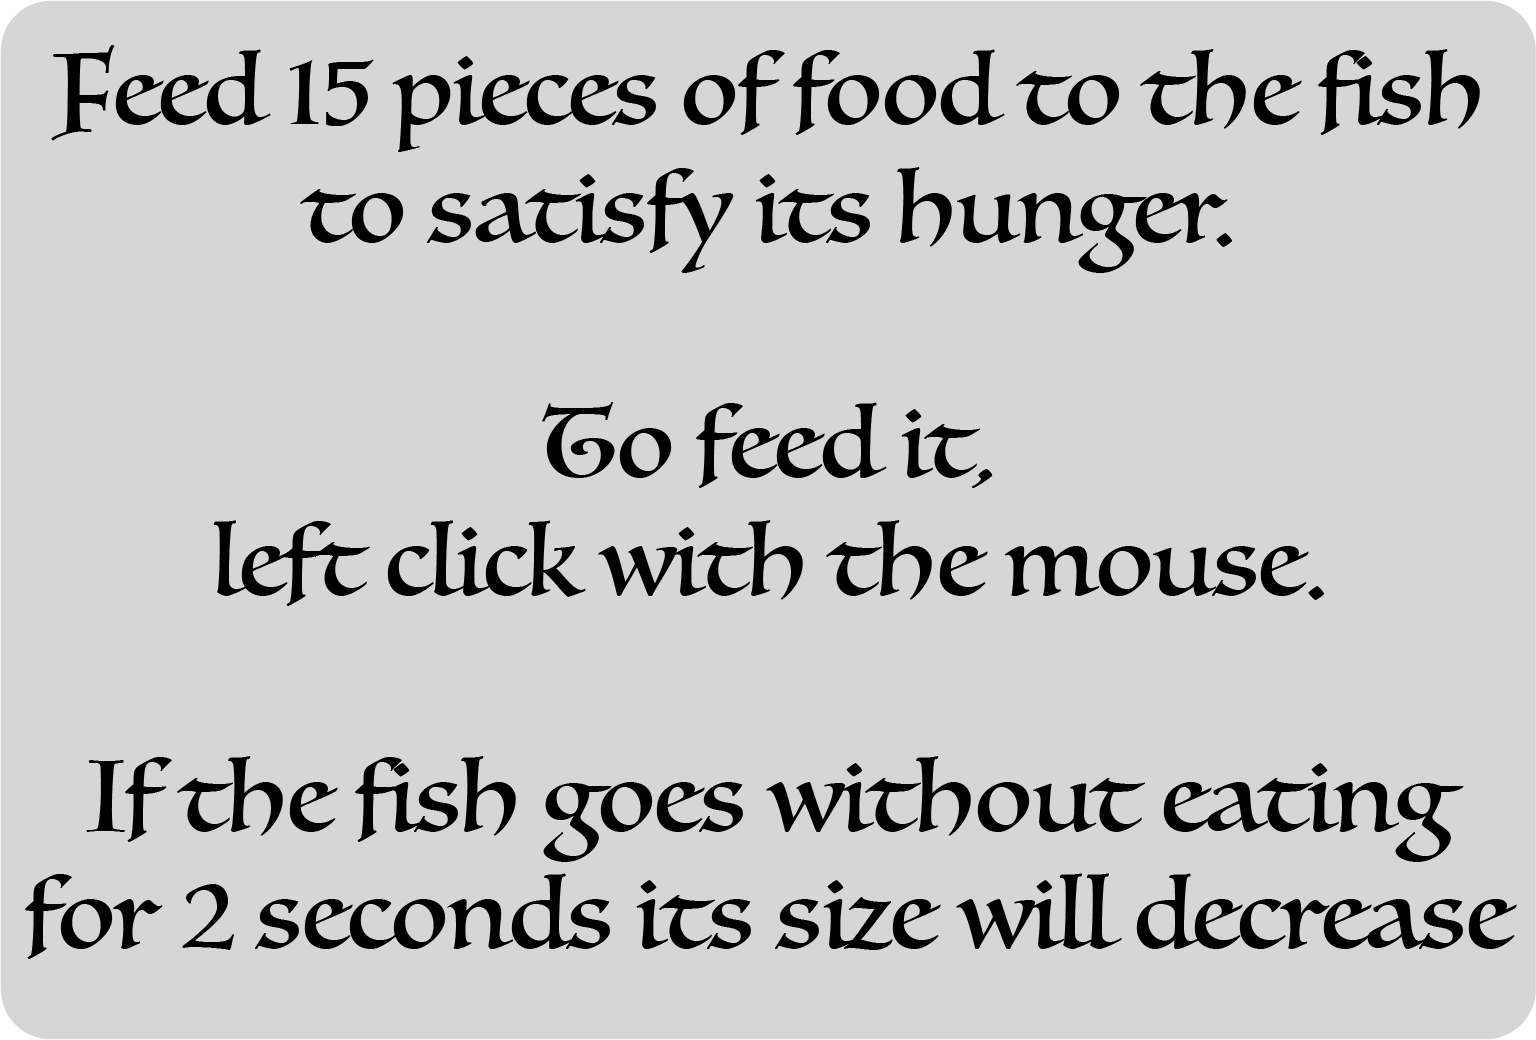 Feed 15 pieces of food to the fish
to satisfy its hunger.
To feed it,
left click with the mouse.
If the fish goes without eating
for 2 seconds its size will decrease